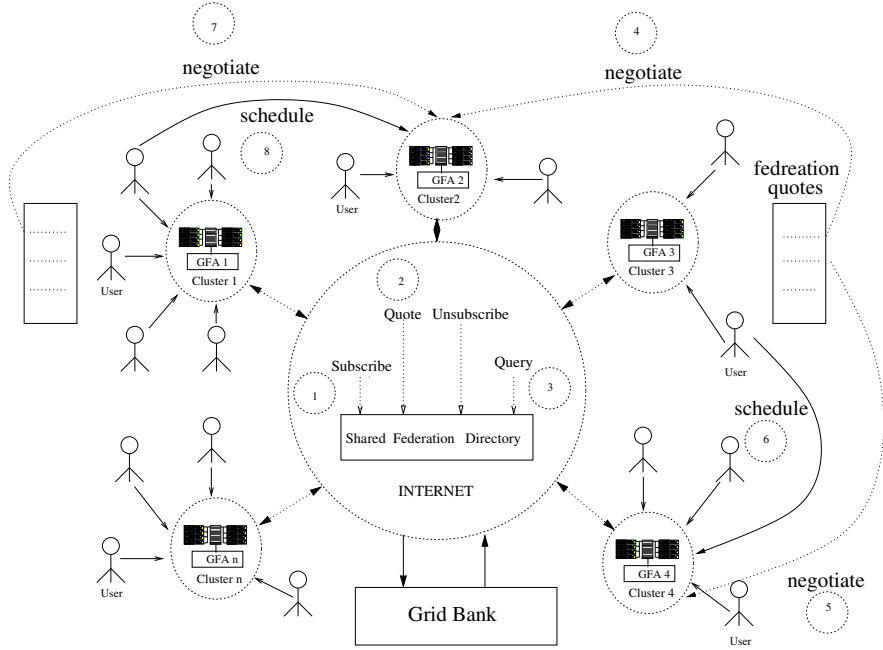 7
4
negotiate
negotiate
schedule
8
fedreation
quotes
GFA 2
Cluster2
User
GFA 1
Cluster 1
User
GFA 3
Cluster 3
User
2
Quote
Unsubscribe
Subscribe
Query
1
3
Shared Federation Directory
INTERNET
schedule
6
GFA n
Cluster n
User
GFA 4
Cluster 4
User
negotiate
5
Grid Bank